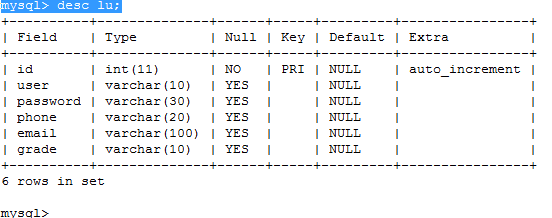 mysql> desc lu;
+----------+--------------+------+-----+---------+----------------+
| Field    | Type         | Null | Key | Default | Extra          |
+----------+--------------+------+-----+---------+----------------+
| id       | int(11)      | NO   | PRI | NULL    | auto_increment |
| user     | varchar(10)  | YES  |     | NULL    |                |
| password | varchar(30)  | YES  |     | NULL    |                |
| phone    | varchar(20)  | YES  |     | NULL    |                |
| email    | varchar(100) | YES  |     | NULL    |                |
| grade    | varchar(10)  | YES  |     | NULL    |                |
+----------+--------------+------+-----+---------+----------------+
6 rows in set
mysql>